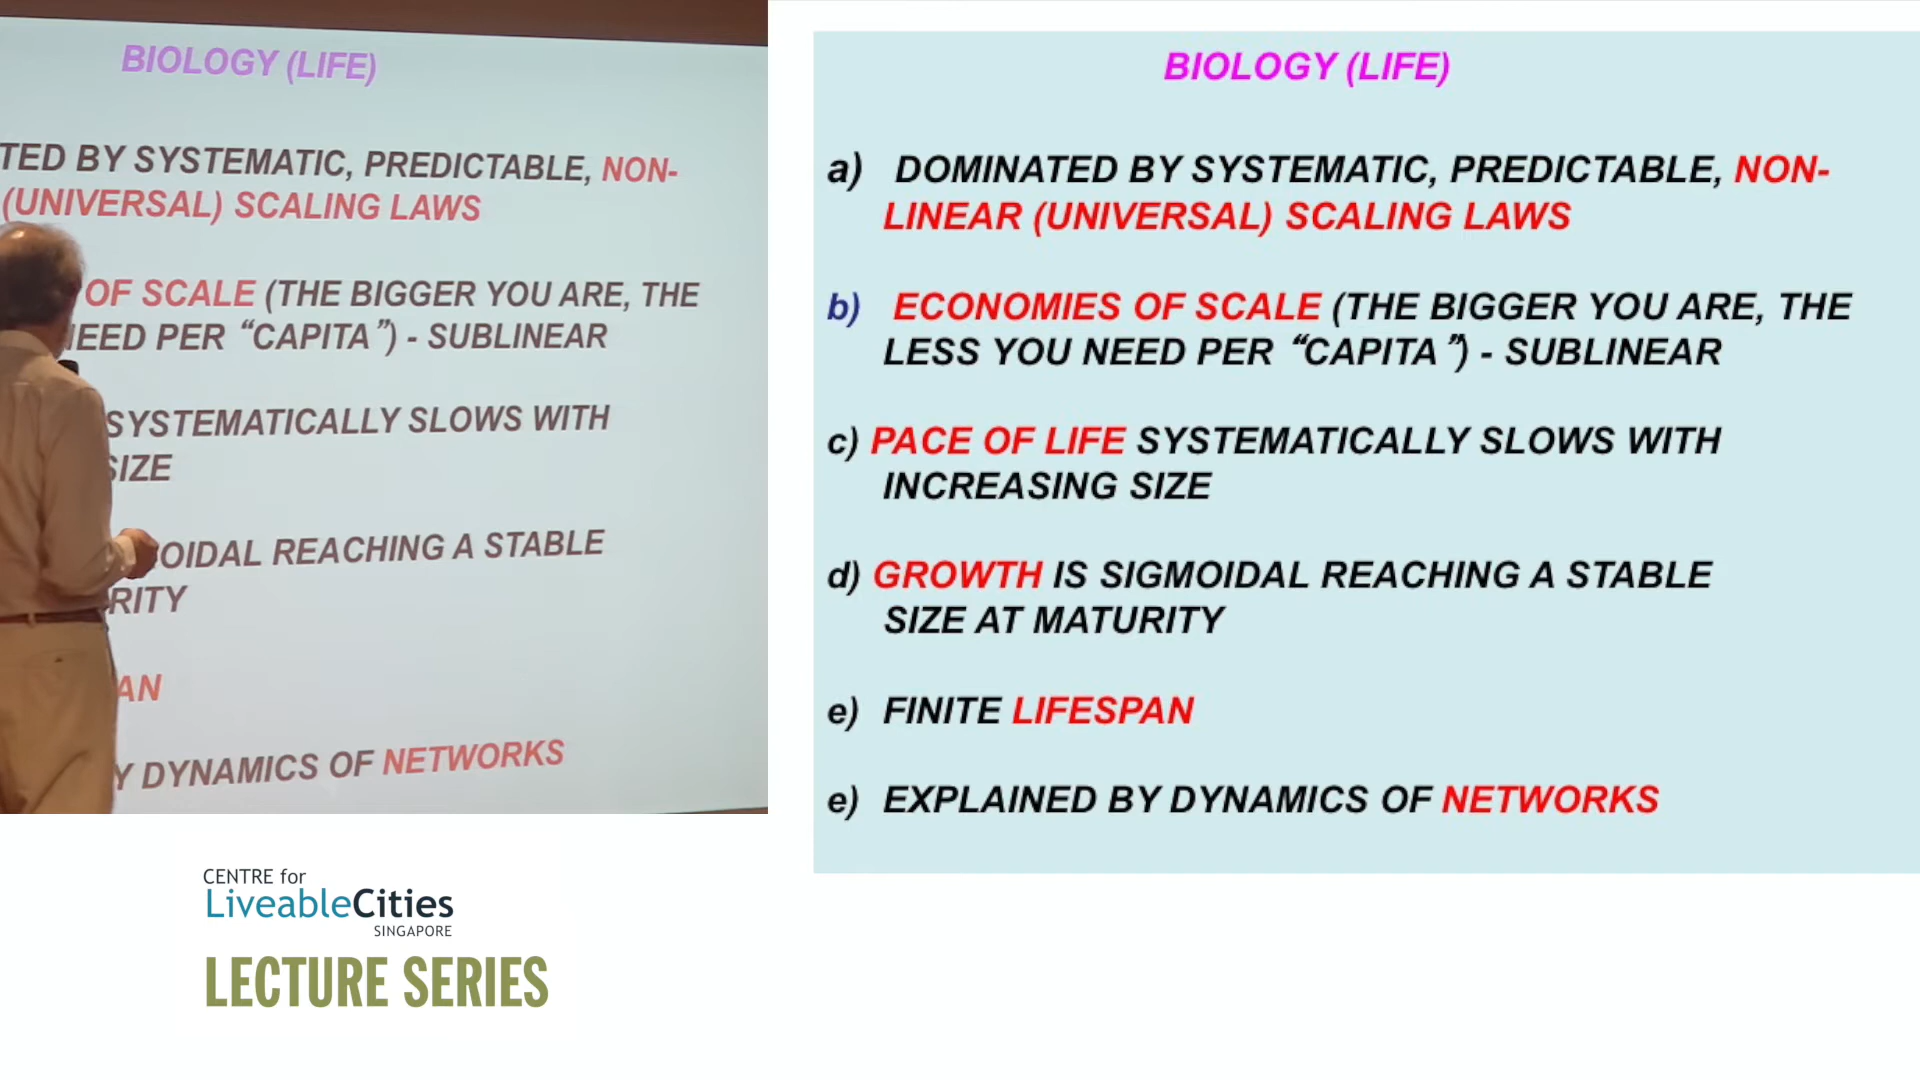 BIOLOGY (LIFE)
TED BY SYSTEMATIC, PREDICTABLE, NON-
(UNIVERSAL) SCALING LAWS
OF SCALE (THE BIGGER YOU ARE, THE
NEED PER “CAPITA”) - SUBLINEAR
SYSTEMATICALLY SLOWS WITH
SIZE
OIDAL REACHING A STABLE
RITY
AN
Y DYNAMICS OF NETWORKS
CENTRE for
LiveableCities
SINGAPORE
LECTURE SERIES
BIOLOGY (LIFE)
a) DOMINATED BY SYSTEMATIC, PREDICTABLE, NON-
LINEAR (UNIVERSAL) SCALING LAWS
b) ECONOMIES OF SCALE (THE BIGGER YOU ARE, THE
LESS YOU NEED PER “CAPITA”) - SUBLINEAR
c) PACE OF LIFE SYSTEMATICALLY SLOWS WITH
INCREASING SIZE
d) GROWTH IS SIGMOIDAL REACHING A STABLE
SIZE AT MATURITY
e) FINITE LIFESPAN
e) EXPLAINED BY DYNAMICS OF NETWORKS